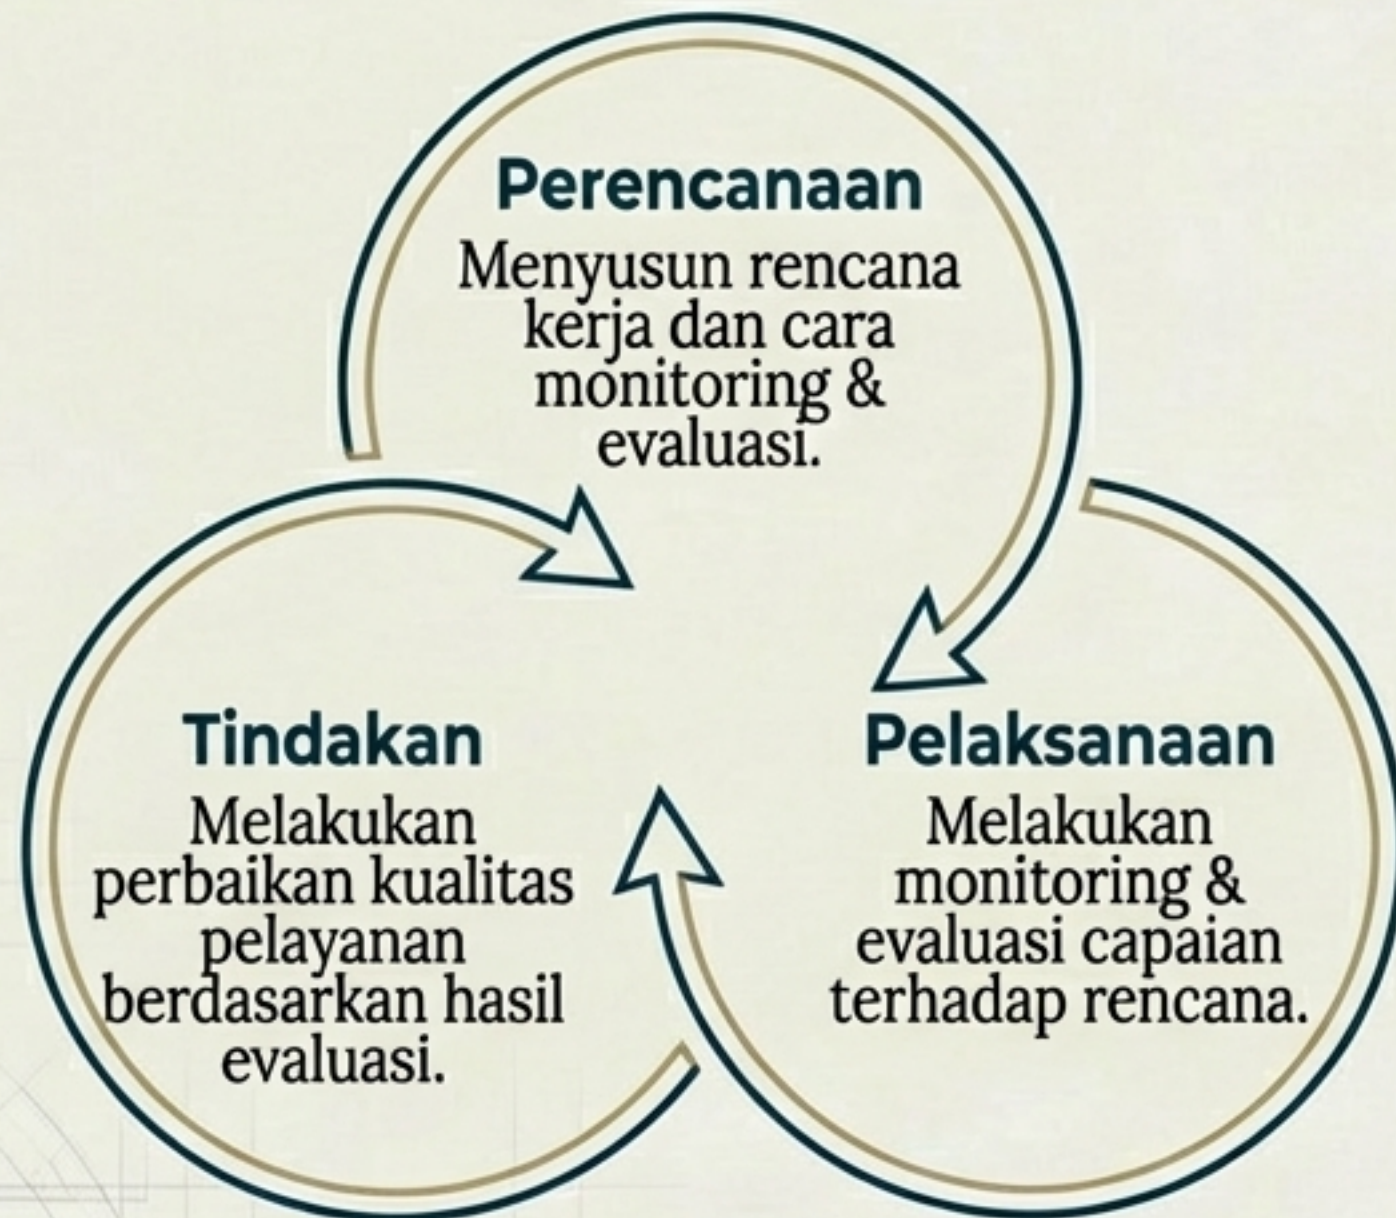 Perencanaan
Menyusun rencana
kerja dan cara
monitoring &
evaluasi.
Tindakan
Melakukan
perbaikan kualitas
pelayanan
berdasarkan hasil
evaluasi.
Pelaksanaan
Melakukan
monitoring &
evaluasi capaian
terhadap rencana.